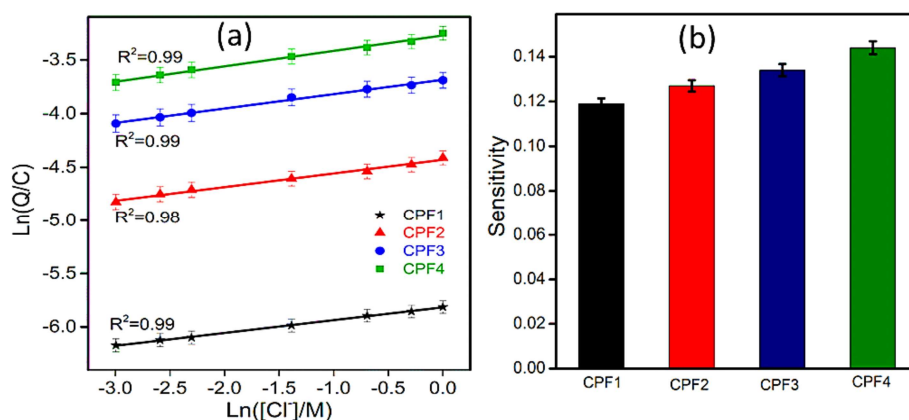 (a)
R²=0.99
R²=0.99
R²=0.98
R²=0.99
CPF1
CPF2
CPF3
CPF4
Ln(Q/C)
-3.5
-4.0
-4.5
-5.0
-5.5
-6.0
-3.0 -2.5 -2.0 -1.5 -1.0 -0.5 0.0
Ln([Cl⁻]/M)
(b)
Sensitivity
0.14
0.12
0.10
0.08
0.06
0.04
0.02
0.00
CPF1 CPF2 CPF3 CPF4